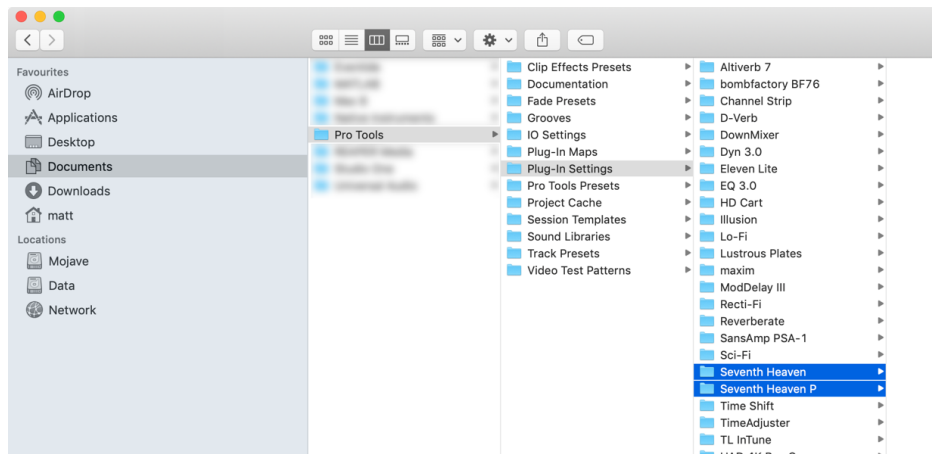 Favourites
AirDrop
Applications
Desktop
Documents
Downloads
matt
Locations
Mojave
Data
Network
Pro Tools
Clip Effects Presets
Documentation
Fade Presets
Grooves
IO Settings
Plug-In Maps
Plug-In Settings
Pro Tools Presets
Project Cache
Session Templates
Sound Libraries
Track Presets
Video Test Patterns
Altiverb 7
bombfactory BF76
Channel Strip
D-Verb
DownMixer
Dyn 3.0
Eleven Lite
EQ 3.0
HD Cart
Illusion
Lo-Fi
Lustrous Plates
maxim
ModDelay III
Recti-Fi
Reverberate
SansAmp PSA-1
Sci-Fi
Seventh Heaven
Seventh Heaven P
Time Shift
TimeAdjuster
TL InTune